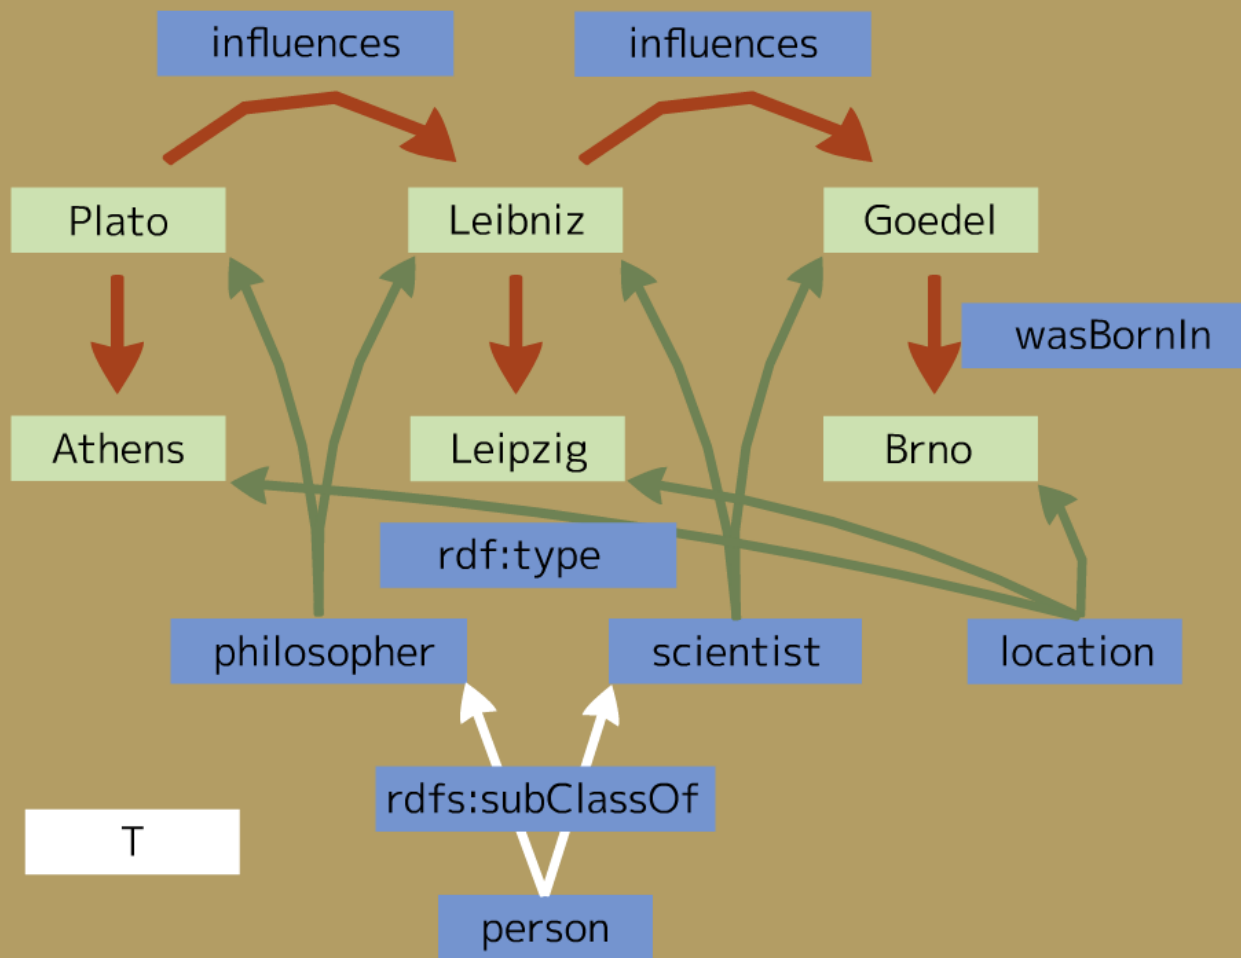 influences
influences
Plato
Leibniz
Goedel
wasBornIn
Athens
Leipzig
Brno
rdf:type
philosopher
scientist
location
rdfs:subClassOf
T
person